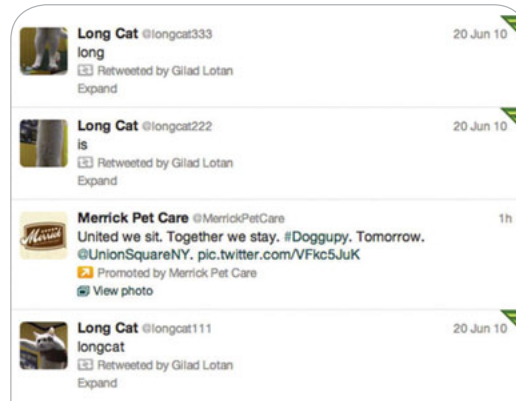 Long Cat @longcat333 20 Jun 10
long
Retweeted by Gilad Lotan
Expand
Long Cat @longcat222 20 Jun 10
is
Retweeted by Gilad Lotan
Expand
Merrick
Merrick Pet Care @MerrickPetCare 1h
United we sit. Together we stay. #Doggupy. Tomorrow.
@UnionSquareNY. pic.twitter.com/VFkc5JuK
Promoted by Merrick Pet Care
View photo
Long Cat @longcat111 20 Jun 10
longcat
Retweeted by Gilad Lotan
Expand